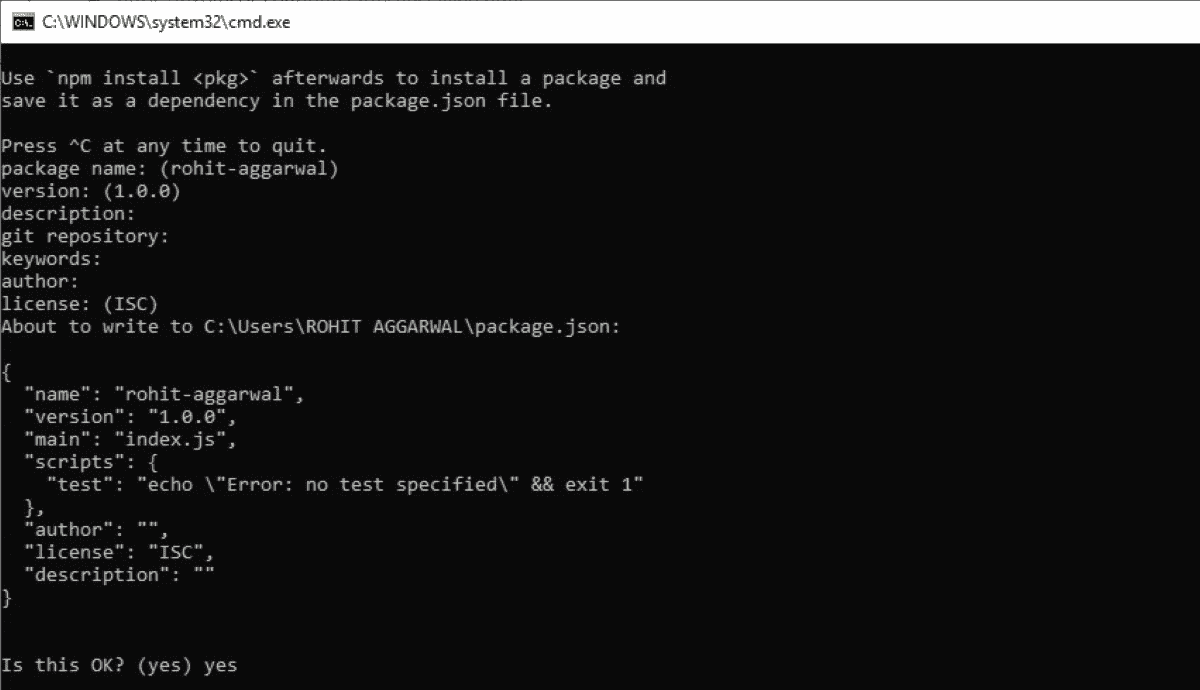 C:\WINDOWS\system32\cmd.exe
Use `npm install <pkg>` afterwards to install a package and
save it as a dependency in the package.json file.
Press ^C at any time to quit.
package name: (rohit-aggarwal)
version: (1.0.0)
description:
git repository:
keywords:
author:
license: (ISC)
About to write to C:\Users\ROHIT AGGARWAL\package.json:
{
"name": "rohit-aggarwal",
"version": "1.0.0",
"main": "index.js",
"scripts": {
"test": "echo \"Error: no test specified\" && exit 1"
},
"author": "",
"license": "ISC",
"description": ""
}
Is this OK? (yes) yes